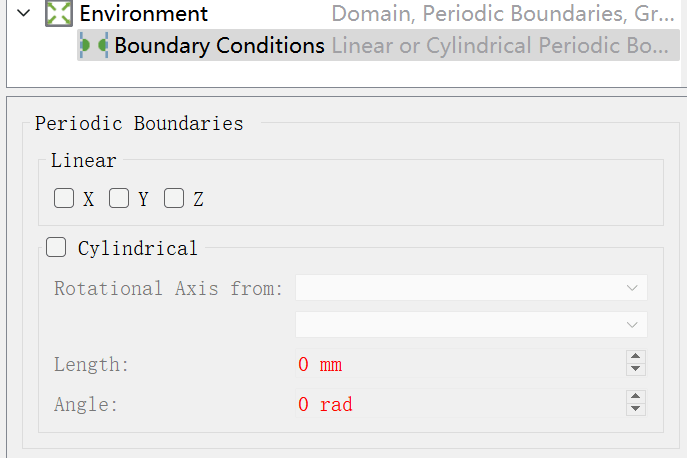 Environment Domain, Periodic Boundaries, Gr...
Boundary Conditions Linear or Cylindrical Periodic Bo...
Periodic Boundaries
Linear
X Y Z
Cylindrical
Rotational Axis from:
Length: 0 mm
Angle: 0 rad